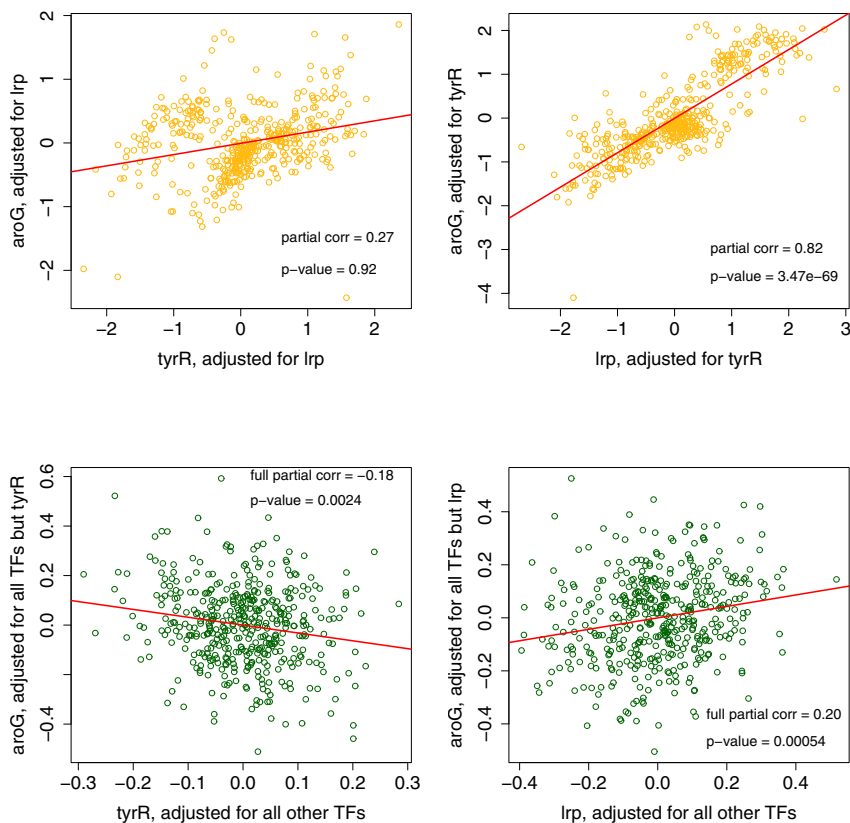 aroG, adjusted for lrp
2
1
0
−1
−2
partial corr = 0.27
p−value = 0.92
−2 −1 0 1 2
tyrR, adjusted for lrp
aroG, adjusted for tyrR
2
1
0
−1
−2
−3
−4
partial corr = 0.82
p−value = 3.47e−69
−2 −1 0 1 2 3
lrp, adjusted for tyrR
aroG, adjusted for all TFs but tyrR
0.6
0.4
0.2
0.0
−0.4
full partial corr = −0.18
p−value = 0.0024
−0.3 −0.2 −0.1 0.0 0.1 0.2 0.3
tyrR, adjusted for all other TFs
aroG, adjusted for all TFs but lrp
0.4
0.2
0.0
−0.2
−0.4
full partial corr = 0.20
p−value = 0.00054
−0.4 −0.2 0.0 0.2 0.4
lrp, adjusted for all other TFs